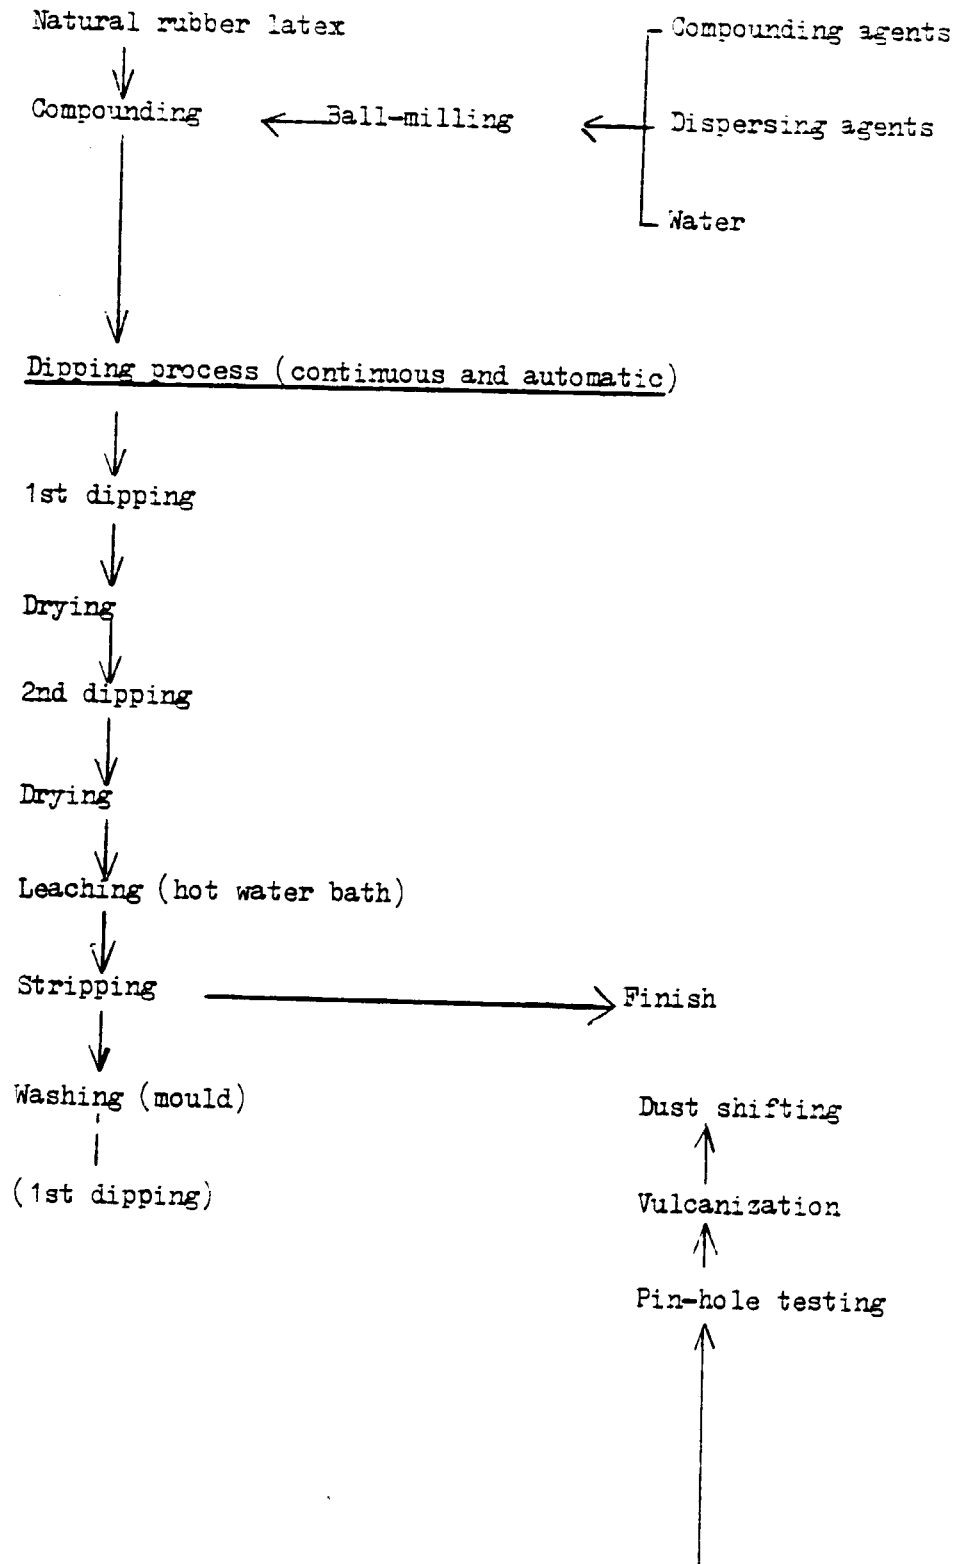 Natural rubber latex
Compounding agents
Compounding
Ball-milling
Dispersing agents
Water
Dipping process (continuous and automatic)
1st dipping
Drying
2nd dipping
Drying
Leaching (hot water bath)
Stripping
Finish
Washing (mould)
Dust shifting
(1st dipping)
Vulcanization
Pin-hole testing